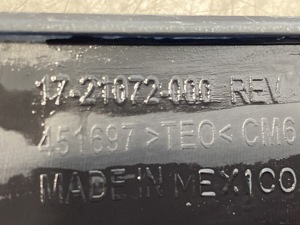 17-21072-000 REV
451697 >TEO< CM6
MADE IN MEXICO